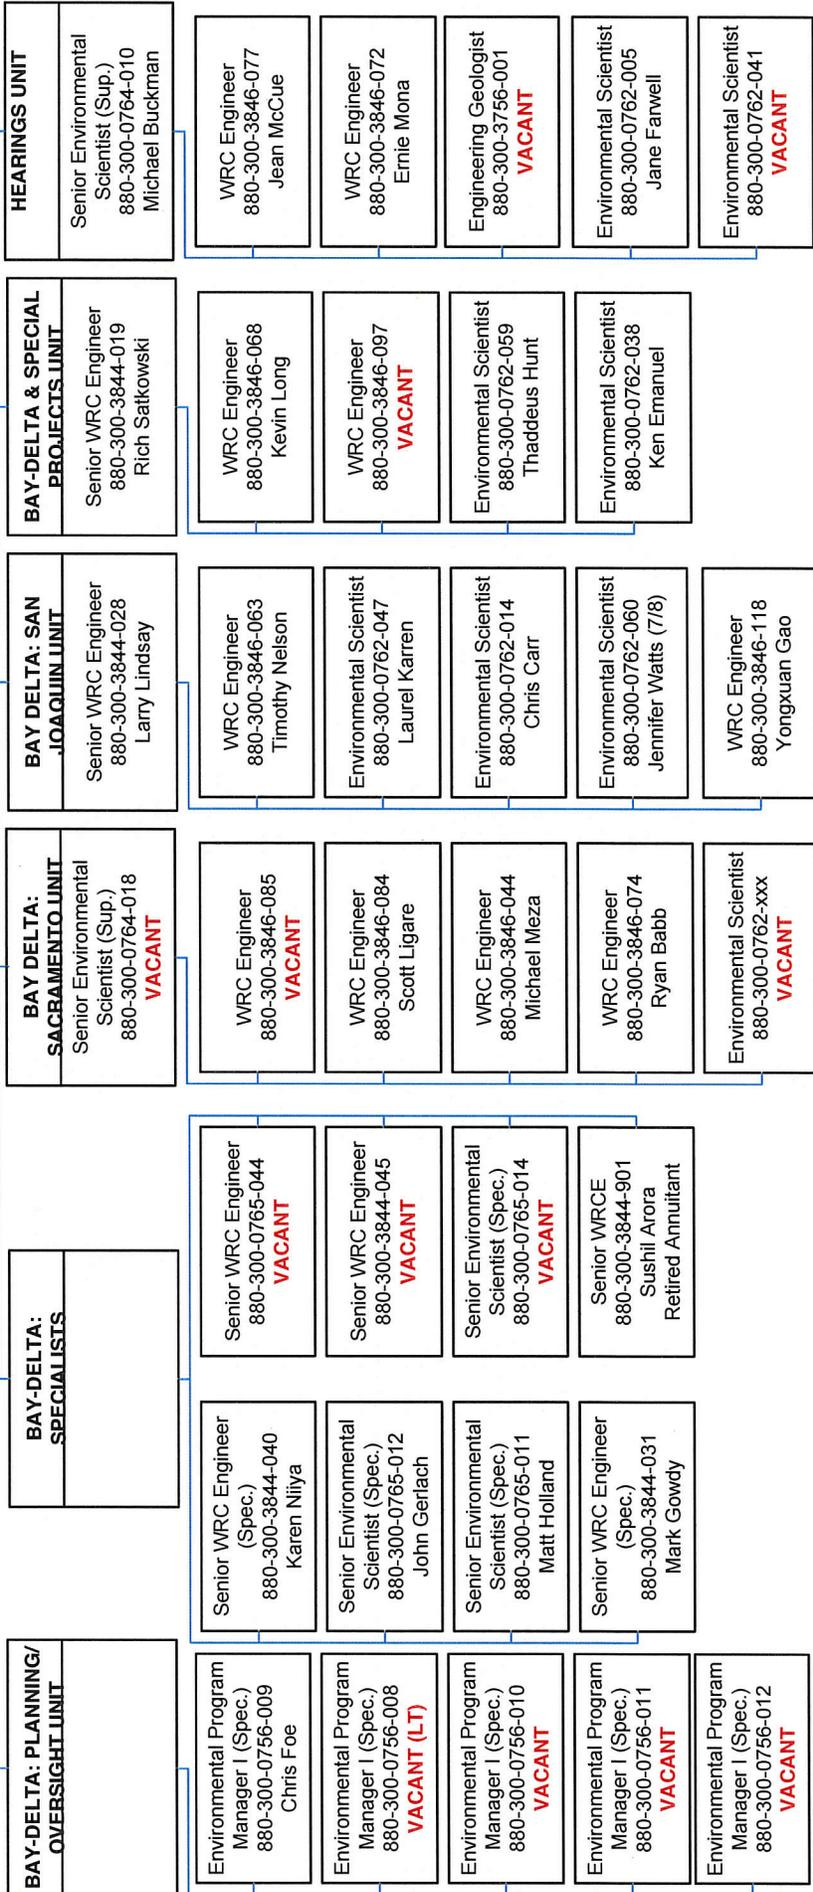 HEARINGS UNIT
Senior Environmental
Scientist (Sup.)
880-300-0764-010
Michael Buckman
WRC Engineer
880-300-3846-077
Jean McCue
WRC Engineer
880-300-3846-072
Ernie Mona
Engineering Geologist
880-300-3756-001
VACANT
Environmental Scientist
880-300-0762-005
Jane Farwell
Environmental Scientist
880-300-0762-041
VACANT
BAY-DELTA & SPECIAL
PROJECTS UNIT
Senior WRC Engineer
880-300-3844-019
Rich Satkowski
WRC Engineer
880-300-3846-068
Kevin Long
WRC Engineer
880-300-3846-097
VACANT
Environmental Scientist
880-300-0762-059
Thaddeus Hunt
Environmental Scientist
880-300-0762-038
Ken Emanuel
BAY DELTA: SAN
JOAQUIN UNIT
Senior WRC Engineer
880-300-3844-028
Larry Lindsay
WRC Engineer
880-300-3846-063
Timothy Nelson
Environmental Scientist
880-300-0762-047
Laurel Karren
Environmental Scientist
880-300-0762-014
Chris Carr
Environmental Scientist
880-300-0762-060
Jennifer Watts (7/8)
WRC Engineer
880-300-3846-118
Yongxuan Gao
BAY DELTA:
SACRAMENTO UNIT
Senior Environmental
Scientist (Sup.)
880-300-0764-018
VACANT
WRC Engineer
880-300-3846-085
VACANT
WRC Engineer
880-300-3846-084
Scott Ligare
WRC Engineer
880-300-3846-044
Michael Meza
WRC Engineer
880-300-3846-074
Ryan Babb
Environmental Scientist
880-300-0762-xxx
VACANT
BAY-DELTA:
SPECIALISTS
Senior WRC Engineer
880-300-0765-044
VACANT
Senior WRC Engineer
880-300-3844-045
VACANT
Senior Environmental
Scientist (Spec.)
880-300-0765-014
VACANT
Senior WRCE
880-300-3844-901
Sushil Arora
Retired Annuitant
Senior WRC Engineer
(Spec.)
880-300-3844-040
Karen Niiya
Senior Environmental
Scientist (Spec.)
880-300-0765-012
John Gerlach
Senior Environmental
Scientist (Spec.)
880-300-0765-011
Matt Holland
Senior WRC Engineer
(Spec.)
880-300-3844-031
Mark Gowdy
BAY-DELTA: PLANNING/
OVERSIGHT UNIT
Environmental Program
Manager I (Spec.)
880-300-0756-009
Chris Foe
Environmental Program
Manager I (Spec.)
880-300-0756-008
VACANT (LT)
Environmental Program
Manager I (Spec.)
880-300-0756-010
VACANT
Environmental Program
Manager I (Spec.)
880-300-0756-011
VACANT
Environmental Program
Manager I (Spec.)
880-300-0756-012
VACANT